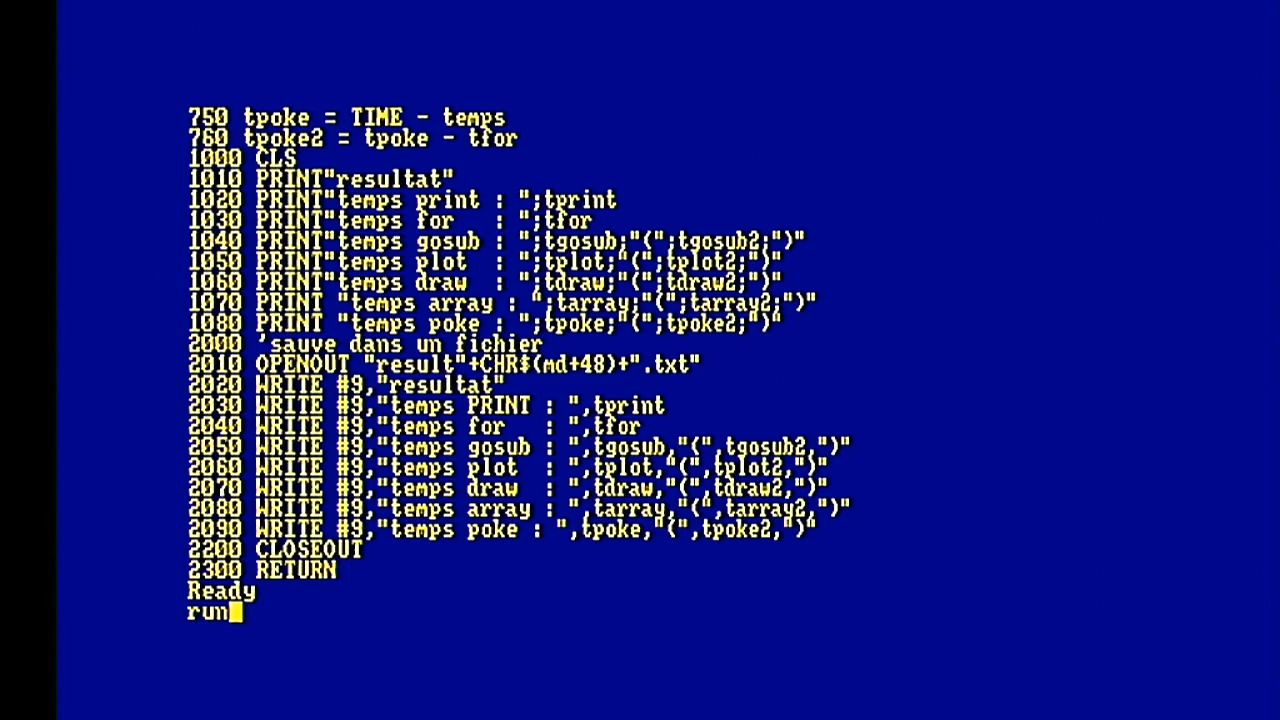 750 tpoke = TIME - temps
760 tpoke2 = tpoke - tfor
1000 CLS
1010 PRINT"resultat"
1020 PRINT"temps print : ";tprint
1030 PRINT"temps for   : ";tfor
1040 PRINT"temps gosub : ";tgosub;"(";tgosub2;")"
1050 PRINT"temps plot  : ";tplot;"(";tplot2;")"
1060 PRINT"temps draw  : ";tdraw;"(";tdraw2;")"
1070 PRINT "temps array : ";tarray;"(";tarray2;")"
1080 PRINT "temps poke : ";tpoke;"(";tpoke2;")"
2000 'sauve dans un fichier
2010 OPENOUT "result"+CHR$(md+48)+".txt"
2020 WRITE #9,"resultat"
2030 WRITE #9,"temps PRINT : ",tprint
2040 WRITE #9,"temps for   : ",tfor
2050 WRITE #9,"temps gosub : ",tgosub,"(",tgosub2,")"
2060 WRITE #9,"temps plot  : ",tplot,"(",tplot2,")"
2070 WRITE #9,"temps draw  : ",tdraw,"(",tdraw2,")"
2080 WRITE #9,"temps array : ",tarray,"(",tarray2,")"
2090 WRITE #9,"temps poke : ",tpoke,"(",tpoke2,")"
2200 CLOSEOUT
2300 RETURN
Ready
run